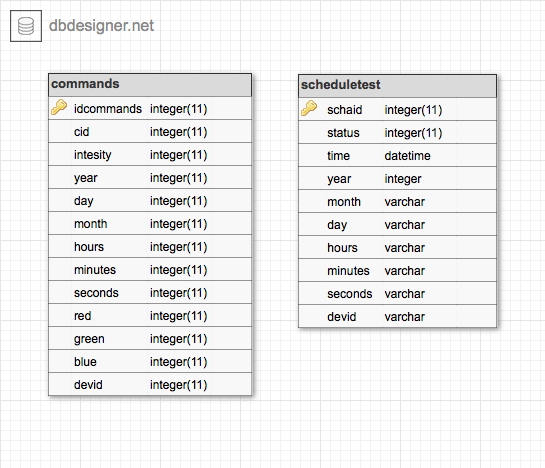 dbdesigner.net
commands
idcommands integer(11)
cid integer(11)
intesity integer(11)
year integer(11)
day integer(11)
month integer(11)
hours integer(11)
minutes integer(11)
seconds integer(11)
red integer(11)
green integer(11)
blue integer(11)
devid integer(11)
scheduletest
schaid integer(11)
status integer(11)
time datetime
year integer
month varchar
day varchar
hours varchar
minutes varchar
seconds varchar
devid varchar